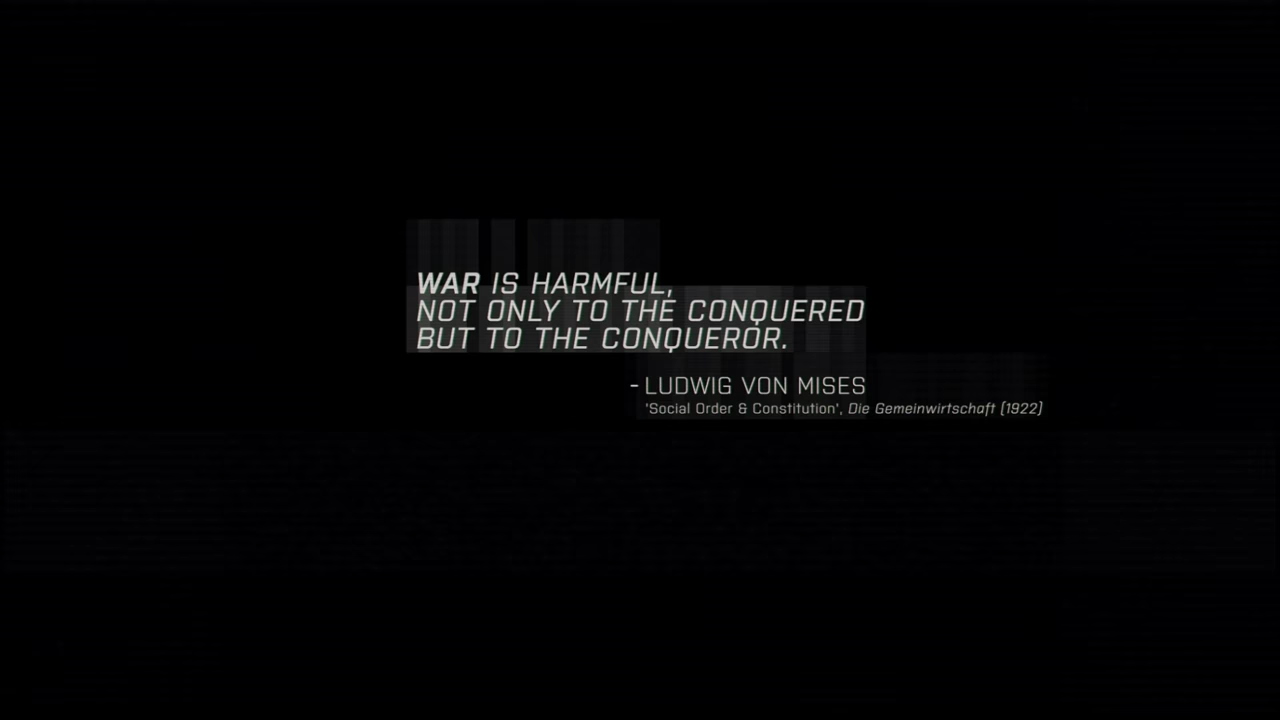 WAR IS HARMFUL,
NOT ONLY TO THE CONQUERED
BUT TO THE CONQUEROR.
- LUDWIG VON MISES
'Social Order & Constitution', Die Gemeinwirtschaft (1922)